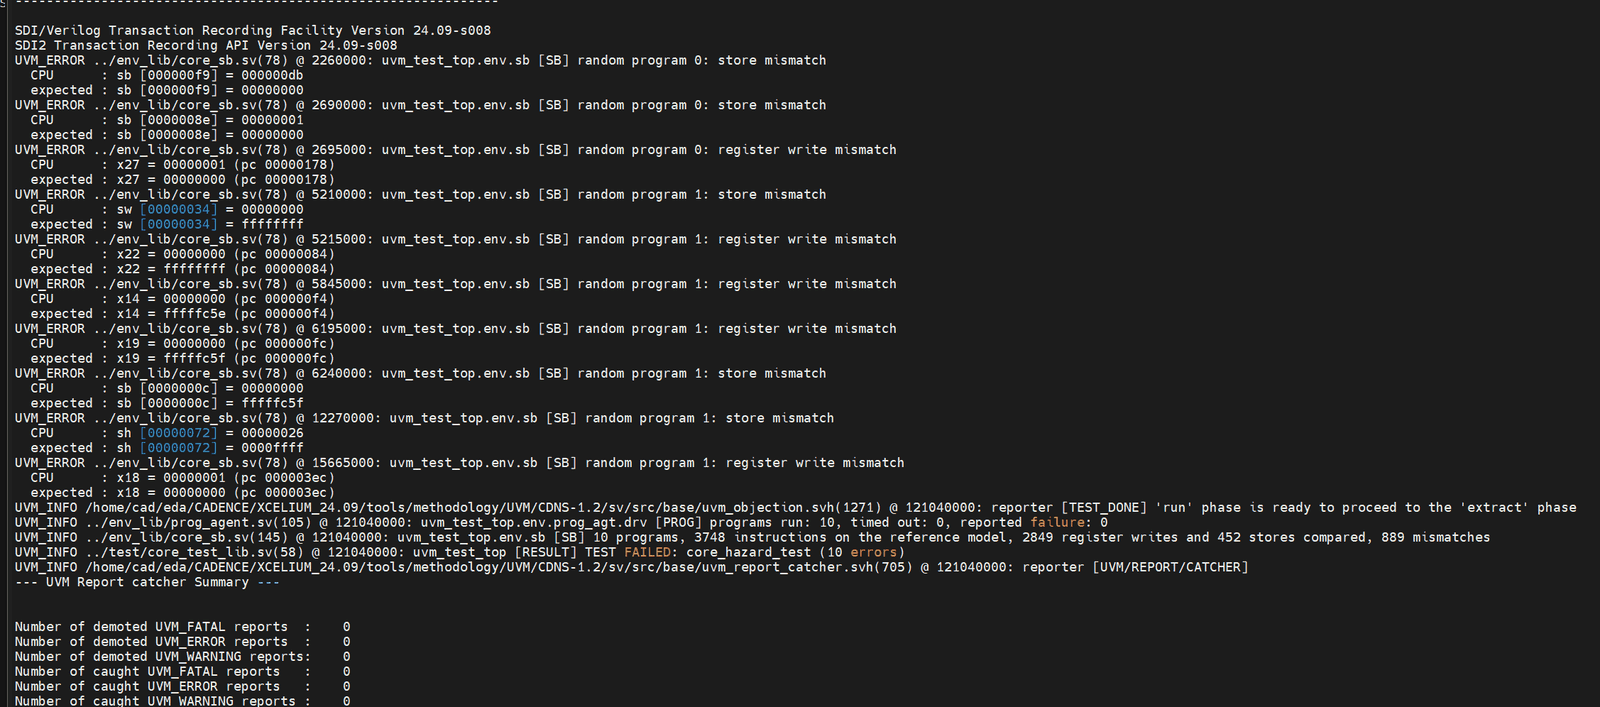 --------------------------------------------------------------
SDI/Verilog Transaction Recording Facility Version 24.09-s008
SDI2 Transaction Recording API Version 24.09-s008
UVM_ERROR ../env_lib/core_sb.sv(78) @ 2260000: uvm_test_top.env.sb [SB] random program 0: store mismatch
  CPU      : sb [000000f9] = 000000db
  expected : sb [000000f9] = 00000000
UVM_ERROR ../env_lib/core_sb.sv(78) @ 2690000: uvm_test_top.env.sb [SB] random program 0: store mismatch
  CPU      : sb [0000008e] = 00000001
  expected : sb [0000008e] = 00000000
UVM_ERROR ../env_lib/core_sb.sv(78) @ 2695000: uvm_test_top.env.sb [SB] random program 0: register write mismatch
  CPU      : x27 = 00000001 (pc 00000178)
  expected : x27 = 00000000 (pc 00000178)
UVM_ERROR ../env_lib/core_sb.sv(78) @ 5210000: uvm_test_top.env.sb [SB] random program 1: store mismatch
  CPU      : sw [00000034] = 00000000
  expected : sw [00000034] = ffffffff
UVM_ERROR ../env_lib/core_sb.sv(78) @ 5215000: uvm_test_top.env.sb [SB] random program 1: register write mismatch
  CPU      : x22 = 00000000 (pc 00000084)
  expected : x22 = ffffffff (pc 00000084)
UVM_ERROR ../env_lib/core_sb.sv(78) @ 5845000: uvm_test_top.env.sb [SB] random program 1: register write mismatch
  CPU      : x14 = 00000000 (pc 000000f4)
  expected : x14 = fffffc5e (pc 000000f4)
UVM_ERROR ../env_lib/core_sb.sv(78) @ 6195000: uvm_test_top.env.sb [SB] random program 1: register write mismatch
  CPU      : x19 = 00000000 (pc 000000fc)
  expected : x19 = fffffc5f (pc 000000fc)
UVM_ERROR ../env_lib/core_sb.sv(78) @ 6240000: uvm_test_top.env.sb [SB] random program 1: store mismatch
  CPU      : sb [0000000c] = 00000000
  expected : sb [0000000c] = fffffc5f
UVM_ERROR ../env_lib/core_sb.sv(78) @ 12270000: uvm_test_top.env.sb [SB] random program 1: store mismatch
  CPU      : sh [00000072] = 00000026
  expected : sh [00000072] = 0000ffff
UVM_ERROR ../env_lib/core_sb.sv(78) @ 15665000: uvm_test_top.env.sb [SB] random program 1: register write mismatch
  CPU      : x18 = 00000001 (pc 000003ec)
  expected : x18 = 00000000 (pc 000003ec)
UVM_INFO /home/cad/eda/CADENCE/XCELIUM_24.09/tools/methodology/UVM/CDNS-1.2/sv/src/base/uvm_objection.svh(1271) @ 121040000: reporter [TEST_DONE] 'run' phase is ready to proceed to the 'extract' phase
UVM_INFO ../env_lib/prog_agent.sv(105) @ 121040000: uvm_test_top.env.prog_agt.drv [PROG] programs run: 10, timed out: 0, reported failure: 0
UVM_INFO ../env_lib/core_sb.sv(145) @ 121040000: uvm_test_top.env.sb [SB] 10 programs, 3748 instructions on the reference model, 2849 register writes and 452 stores compared, 889 mismatches
UVM_INFO ../test/core_test_lib.sv(58) @ 121040000: uvm_test_top [RESULT] TEST FAILED: core_hazard_test (10 errors)
UVM_INFO /home/cad/eda/CADENCE/XCELIUM_24.09/tools/methodology/UVM/CDNS-1.2/sv/src/base/uvm_report_catcher.svh(705) @ 121040000: reporter [UVM/REPORT/CATCHER]
--- UVM Report catcher Summary ---
Number of demoted UVM_FATAL reports  :    0
Number of demoted UVM_ERROR reports  :    0
Number of demoted UVM_WARNING reports:    0
Number of caught UVM_FATAL reports   :    0
Number of caught UVM_ERROR reports   :    0
Number of caught UVM_WARNING reports :    0